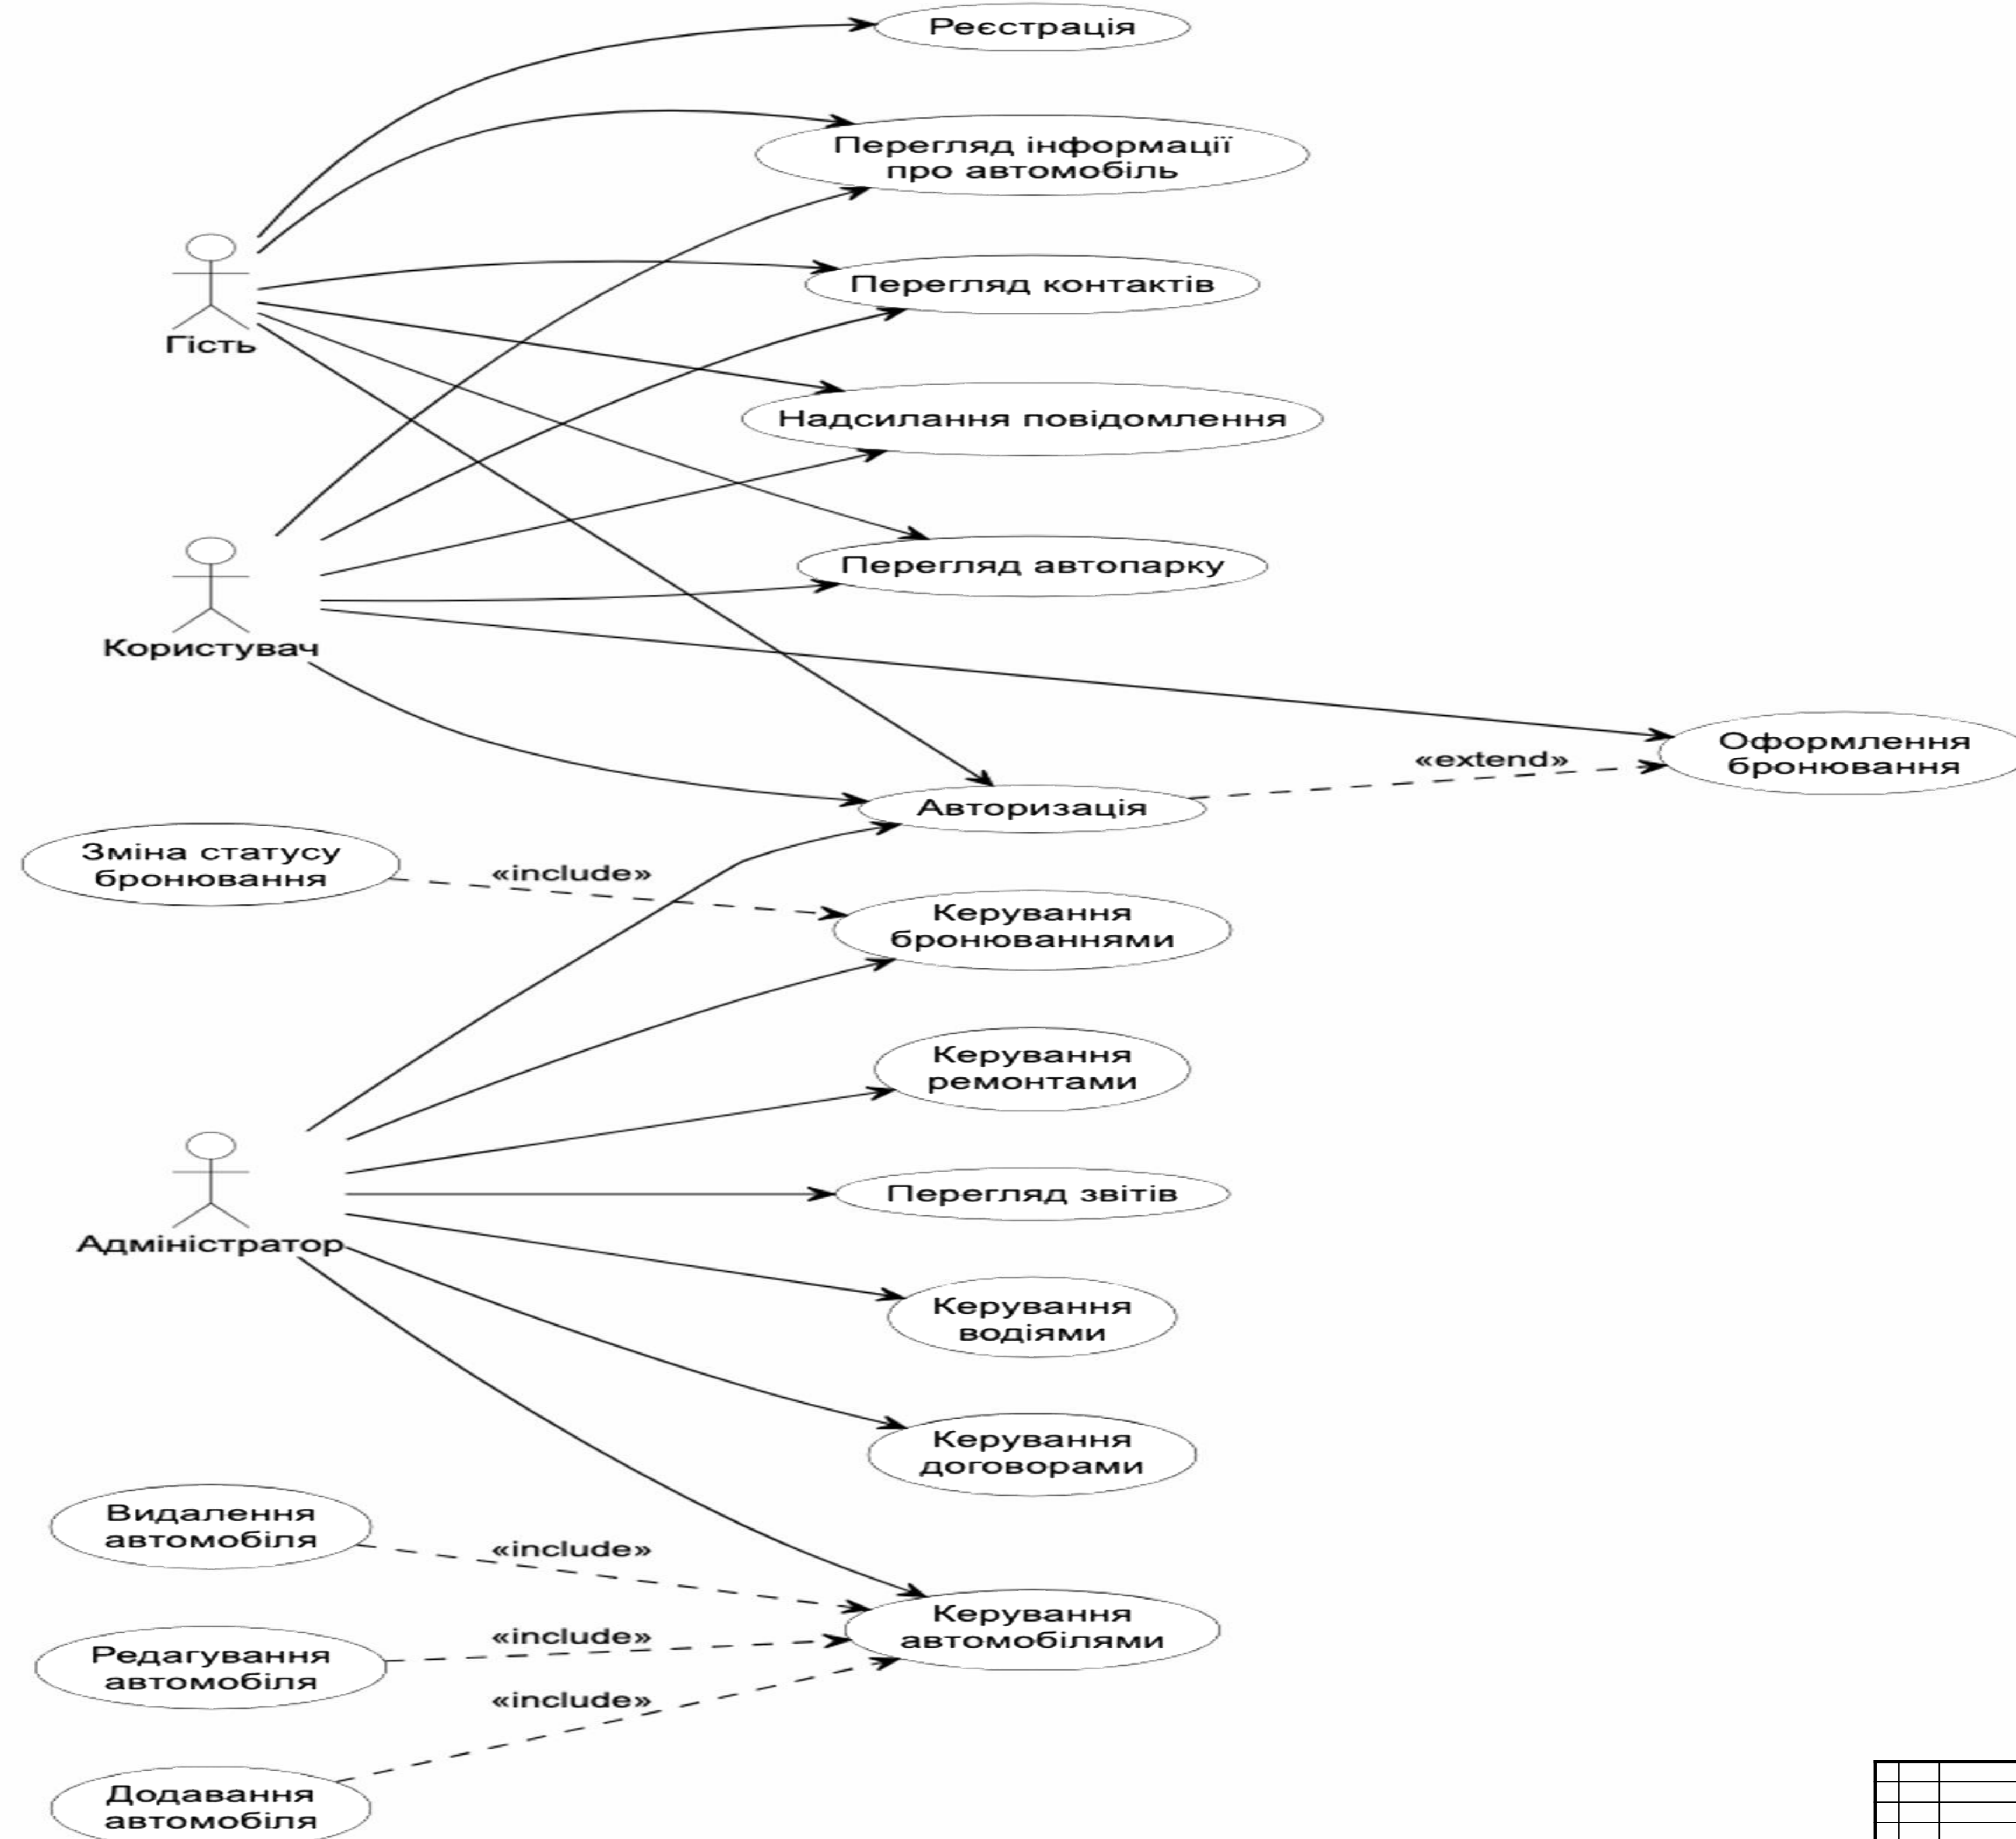 Реєстрація
Перегляд інформації
про автомобіль
Перегляд контактів
Гість
Надсилання повідомлення
Перегляд автопарку
Користувач
Оформлення
бронювання
«extend»
Авторизація
Зміна статусу
бронювання
«include»
Керування
бронюваннями
Керування
ремонтами
Перегляд звітів
Адміністратор
Керування
водіями
Керування
договорами
Видалення
автомобіля
«include»
Керування
автомобілями
«include»
Редагування
автомобіля
«include»
Додавання
автомобіля